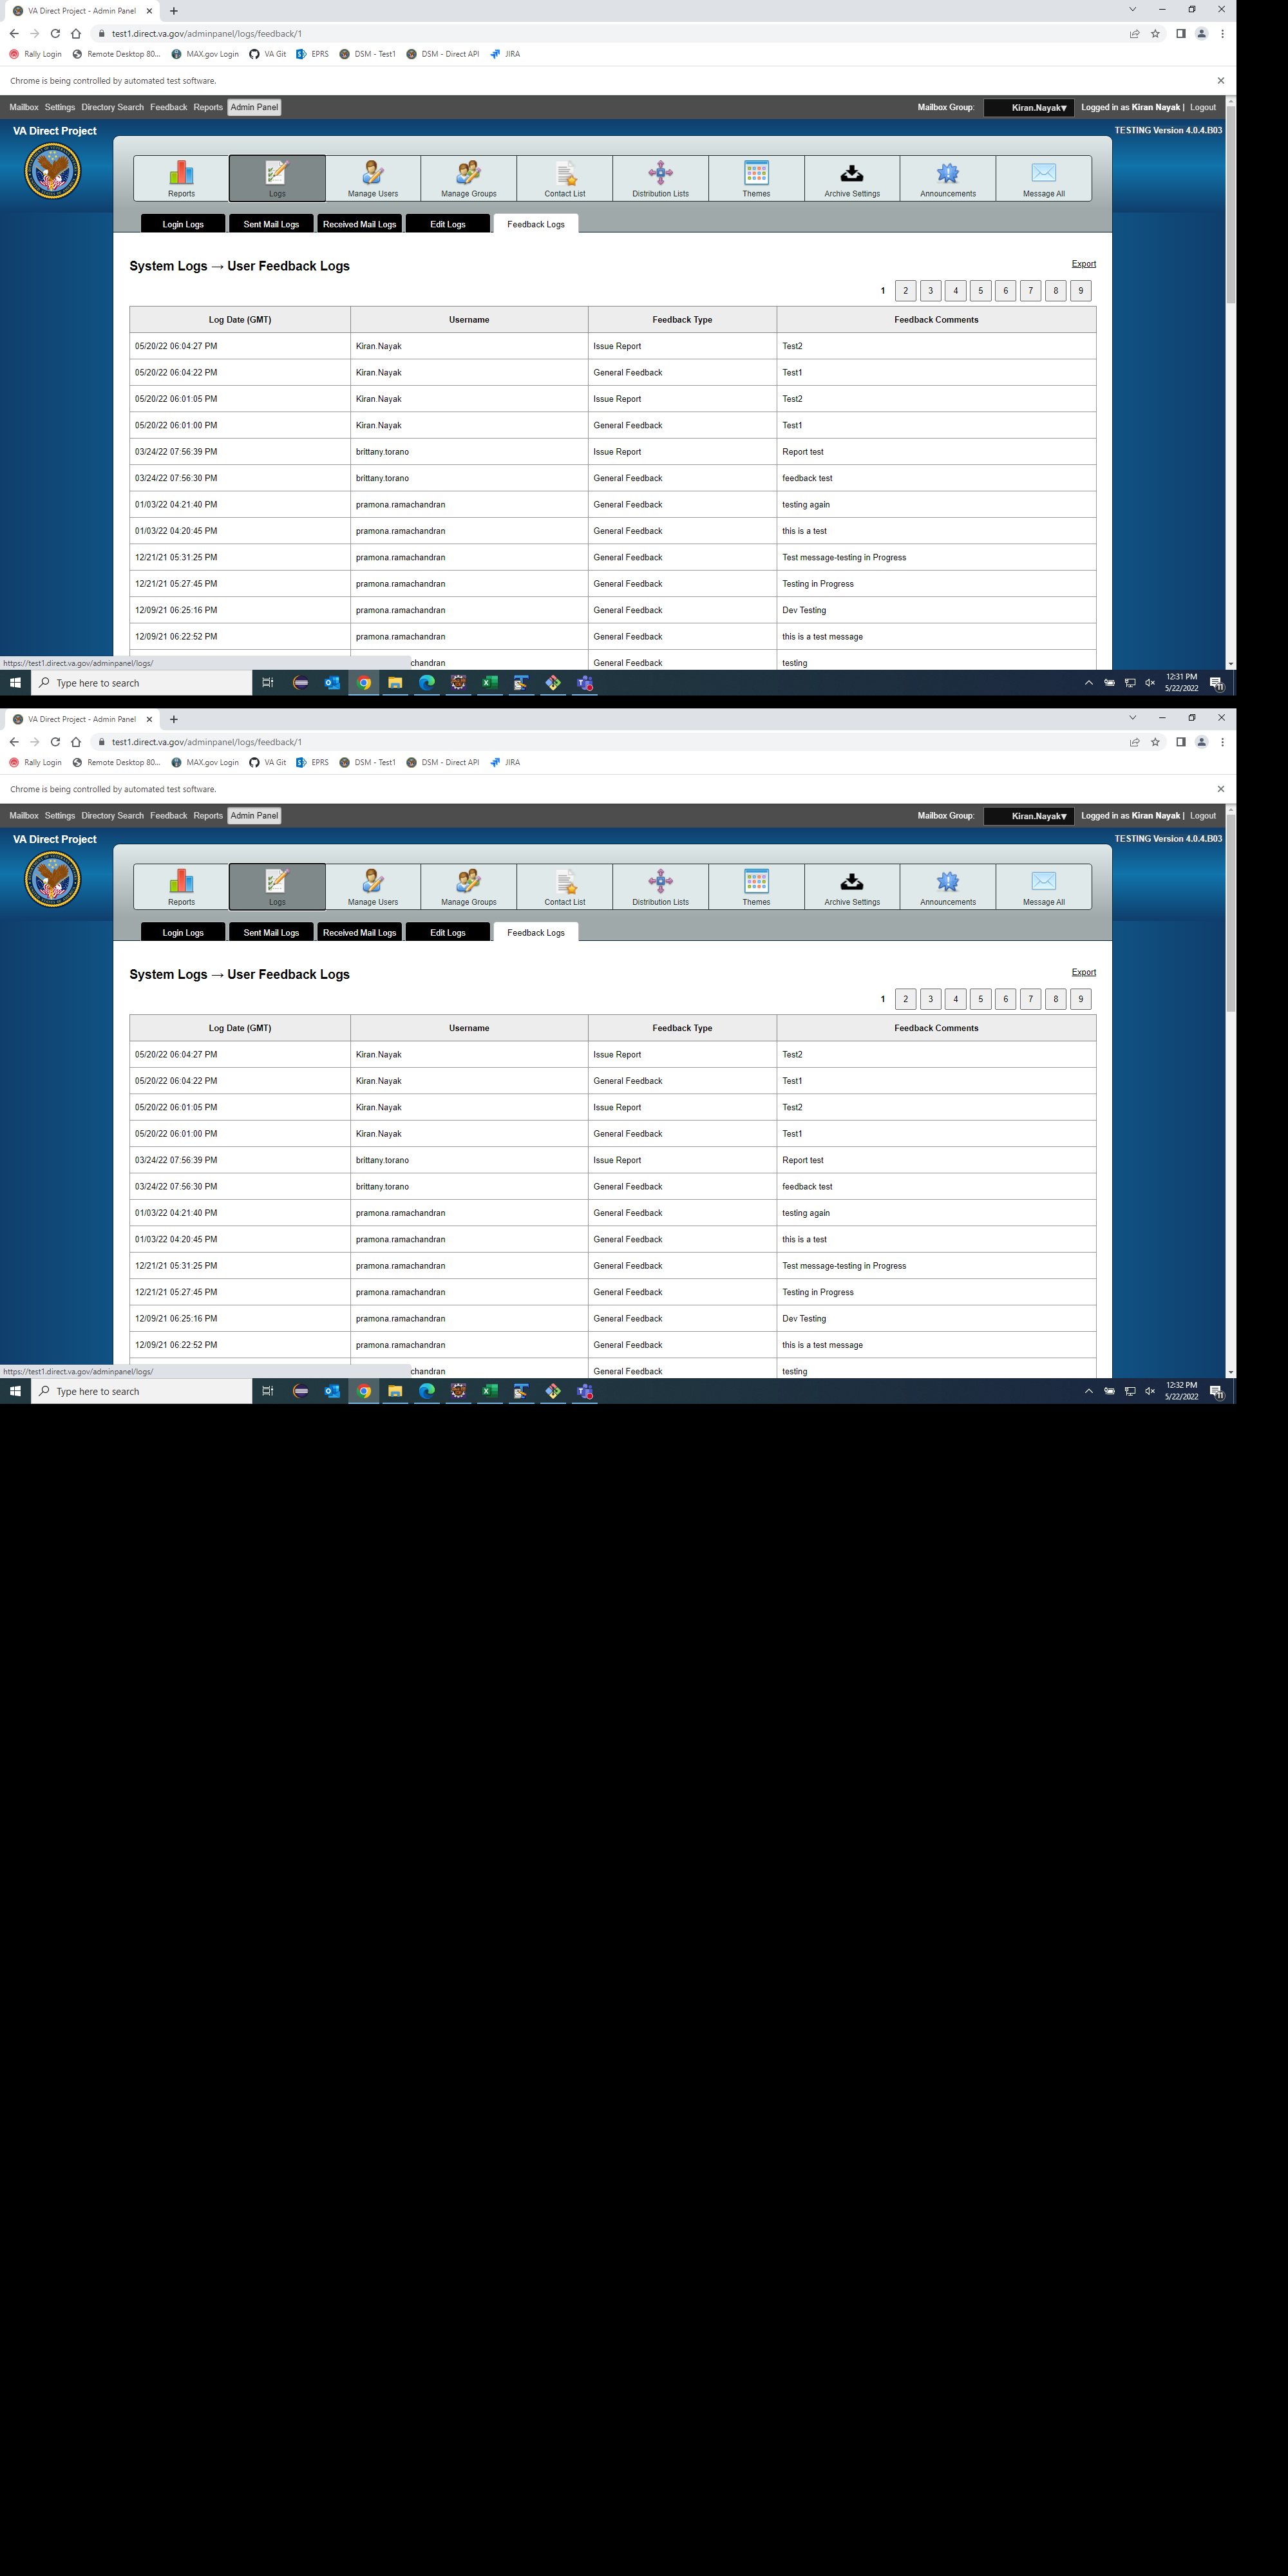 VA Direct Project - Admin Panel
test1.direct.va.gov/adminpanel/logs/feedback/1
Rally Login Remote Desktop 80... MAX.gov Login VA Git EPRS DSM - Test1 DSM - Direct API JIRA
Chrome is being controlled by automated test software.
Mailbox Settings Directory Search Feedback Reports Admin Panel Mailbox Group: Kiran.Nayak▼ Logged in as Kiran Nayak | Logout
VA Direct Project TESTING Version 4.0.4.B03
Reports Logs Manage Users Manage Groups Contact List Distribution Lists Themes Archive Settings Announcements Message All
Login Logs Sent Mail Logs Received Mail Logs Edit Logs Feedback Logs
System Logs → User Feedback Logs Export
1 2 3 4 5 6 7 8 9
Log Date (GMT) Username Feedback Type Feedback Comments
05/20/22 06:04:27 PM Kiran.Nayak Issue Report Test2
05/20/22 06:04:22 PM Kiran.Nayak General Feedback Test1
05/20/22 06:01:05 PM Kiran.Nayak Issue Report Test2
05/20/22 06:01:00 PM Kiran.Nayak General Feedback Test1
03/24/22 07:56:39 PM brittany.torano Issue Report Report test
03/24/22 07:56:30 PM brittany.torano General Feedback feedback test
01/03/22 04:21:40 PM pramona.ramachandran General Feedback testing again
01/03/22 04:20:45 PM pramona.ramachandran General Feedback this is a test
12/21/21 05:31:25 PM pramona.ramachandran General Feedback Test message-testing in Progress
12/21/21 05:27:45 PM pramona.ramachandran General Feedback Testing in Progress
12/09/21 06:25:16 PM pramona.ramachandran General Feedback Dev Testing
12/09/21 06:22:52 PM pramona.ramachandran General Feedback this is a test message
https://test1.direct.va.gov/adminpanel/logs/ chandran General Feedback testing
Type here to search 12:31 PM
5/22/2022 11
VA Direct Project - Admin Panel
test1.direct.va.gov/adminpanel/logs/feedback/1
Rally Login Remote Desktop 80... MAX.gov Login VA Git EPRS DSM - Test1 DSM - Direct API JIRA
Chrome is being controlled by automated test software.
Mailbox Settings Directory Search Feedback Reports Admin Panel Mailbox Group: Kiran.Nayak▼ Logged in as Kiran Nayak | Logout
VA Direct Project TESTING Version 4.0.4.B03
Reports Logs Manage Users Manage Groups Contact List Distribution Lists Themes Archive Settings Announcements Message All
Login Logs Sent Mail Logs Received Mail Logs Edit Logs Feedback Logs
System Logs → User Feedback Logs Export
1 2 3 4 5 6 7 8 9
Log Date (GMT) Username Feedback Type Feedback Comments
05/20/22 06:04:27 PM Kiran.Nayak Issue Report Test2
05/20/22 06:04:22 PM Kiran.Nayak General Feedback Test1
05/20/22 06:01:05 PM Kiran.Nayak Issue Report Test2
05/20/22 06:01:00 PM Kiran.Nayak General Feedback Test1
03/24/22 07:56:39 PM brittany.torano Issue Report Report test
03/24/22 07:56:30 PM brittany.torano General Feedback feedback test
01/03/22 04:21:40 PM pramona.ramachandran General Feedback testing again
01/03/22 04:20:45 PM pramona.ramachandran General Feedback this is a test
12/21/21 05:31:25 PM pramona.ramachandran General Feedback Test message-testing in Progress
12/21/21 05:27:45 PM pramona.ramachandran General Feedback Testing in Progress
12/09/21 06:25:16 PM pramona.ramachandran General Feedback Dev Testing
12/09/21 06:22:52 PM pramona.ramachandran General Feedback this is a test message
https://test1.direct.va.gov/adminpanel/logs/ chandran General Feedback testing
Type here to search 12:32 PM
5/22/2022 11